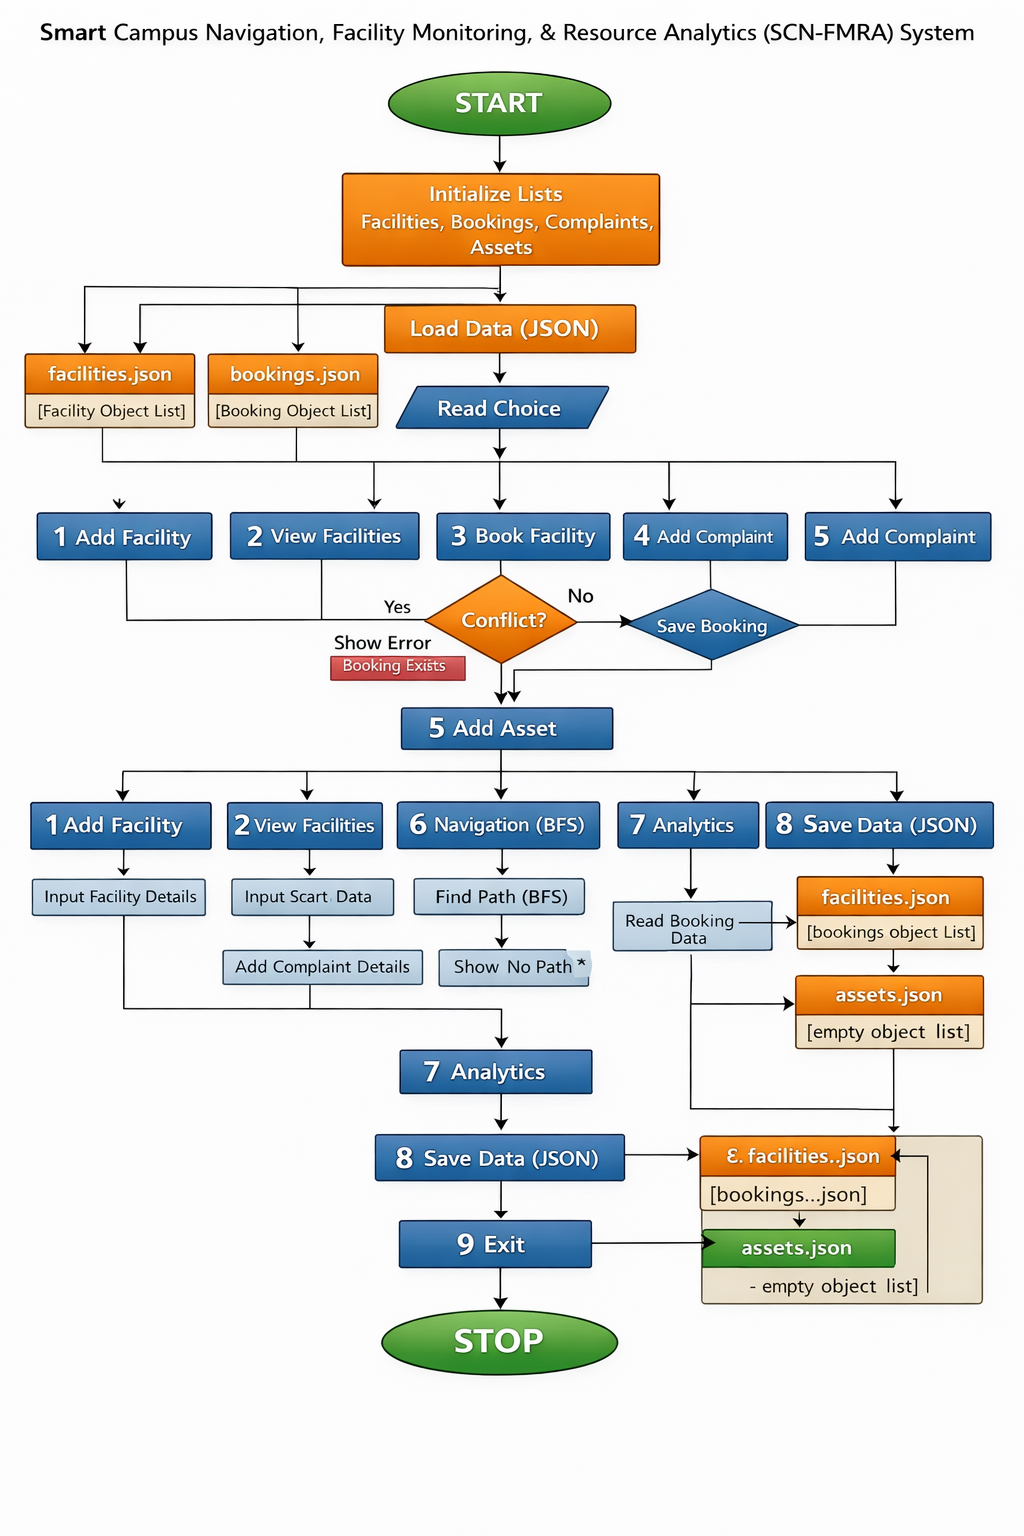 Smart Campus Navigation, Facility Monitoring, & Resource Analytics (SCN-FMRA) System
START
Initialize Lists
Facilities, Bookings, Complaints,
Assets
Load Data (JSON)
facilities.json
[Facility Object List]
bookings.json
[Booking Object List]
Read Choice
1 Add Facility
2 View Facilities
3 Book Facility
4 Add Complaint
5 Add Complaint
Yes
Conflict?
No
Save Booking
Show Error
Booking Exists
5 Add Asset
1 Add Facility
2 View Facilities
6 Navigation (BFS)
7 Analytics
8 Save Data (JSON)
Input Facility Details
Input Scart Data
Find Path (BFS)
Read Booking
Data
facilities.json
[bookings object List]
Add Complaint Details
Show No Path *
assets.json
[empty object list]
7 Analytics
8 Save Data (JSON)
Ɛ. facilities..json
[bookings...json]
9 Exit
assets.json
- empty object list]
STOP